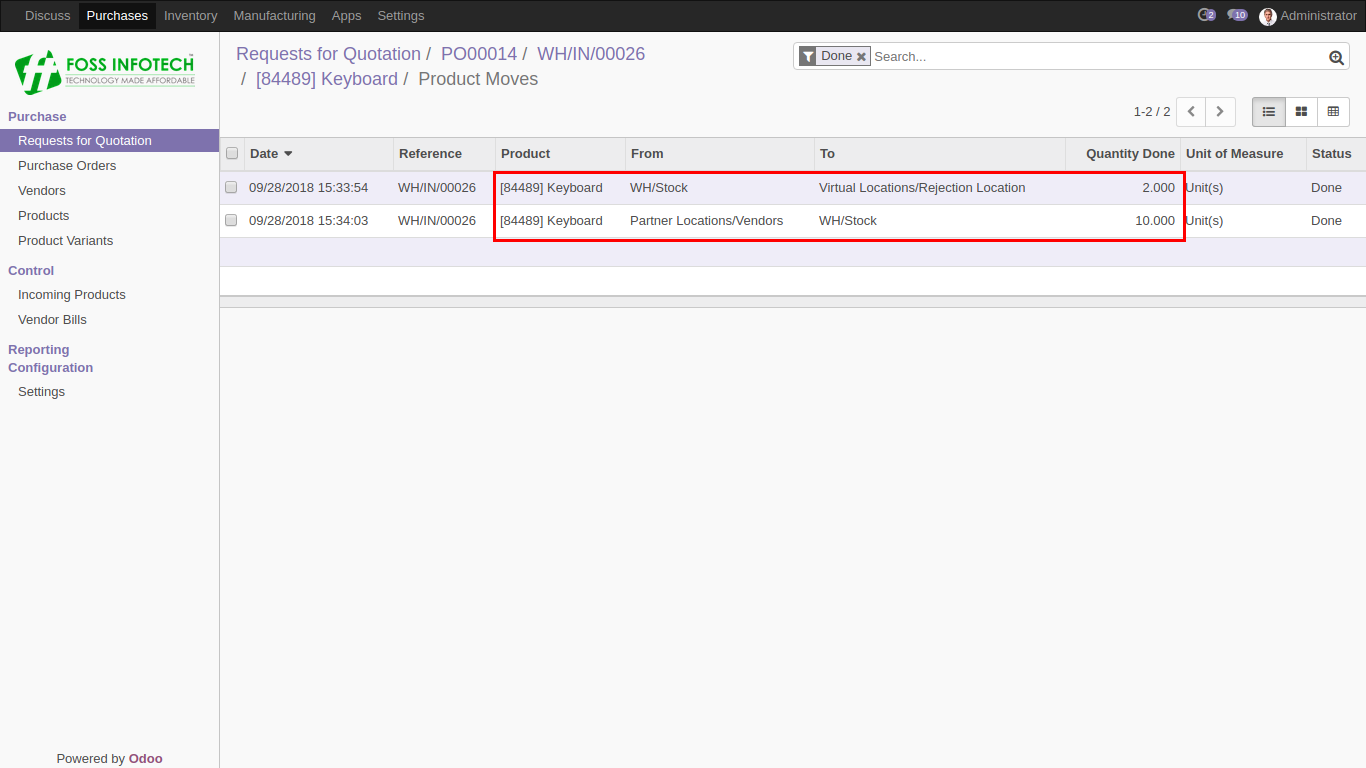 Discuss Purchases Inventory Manufacturing Apps Settings 2 10 Administrator
FOSS INFOTECH™
TECHNOLOGY MADE AFFORDABLE
Purchase
Requests for Quotation
Purchase Orders
Vendors
Products
Product Variants
Control
Incoming Products
Vendor Bills
Reporting
Configuration
Settings
Powered by Odoo
Requests for Quotation / PO00014 / WH/IN/00026
/ [84489] Keyboard / Product Moves
Done Search...
1-2 / 2
Date Reference Product From To Quantity Done Unit of Measure Status
09/28/2018 15:33:54 WH/IN/00026 [84489] Keyboard WH/Stock Virtual Locations/Rejection Location 2.000 Unit(s) Done
09/28/2018 15:34:03 WH/IN/00026 [84489] Keyboard Partner Locations/Vendors WH/Stock 10.000 Unit(s) Done